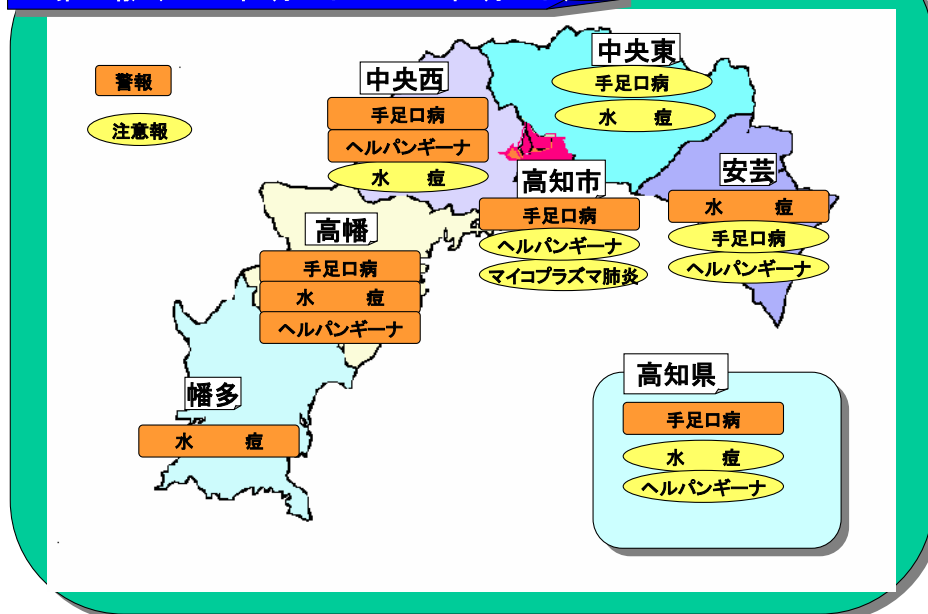 警報
注意報
中央西
手足口病
ヘルパンギーナ
水 痘
中央東
手足口病
水 痘
高知市
手足口病
ヘルパンギーナ
マイコプラズマ肺炎
安芸
水 痘
手足口病
ヘルパンギーナ
高幡
手足口病
水 痘
ヘルパンギーナ
幡多
水 痘
高知県
手足口病
水 痘
ヘルパンギーナ